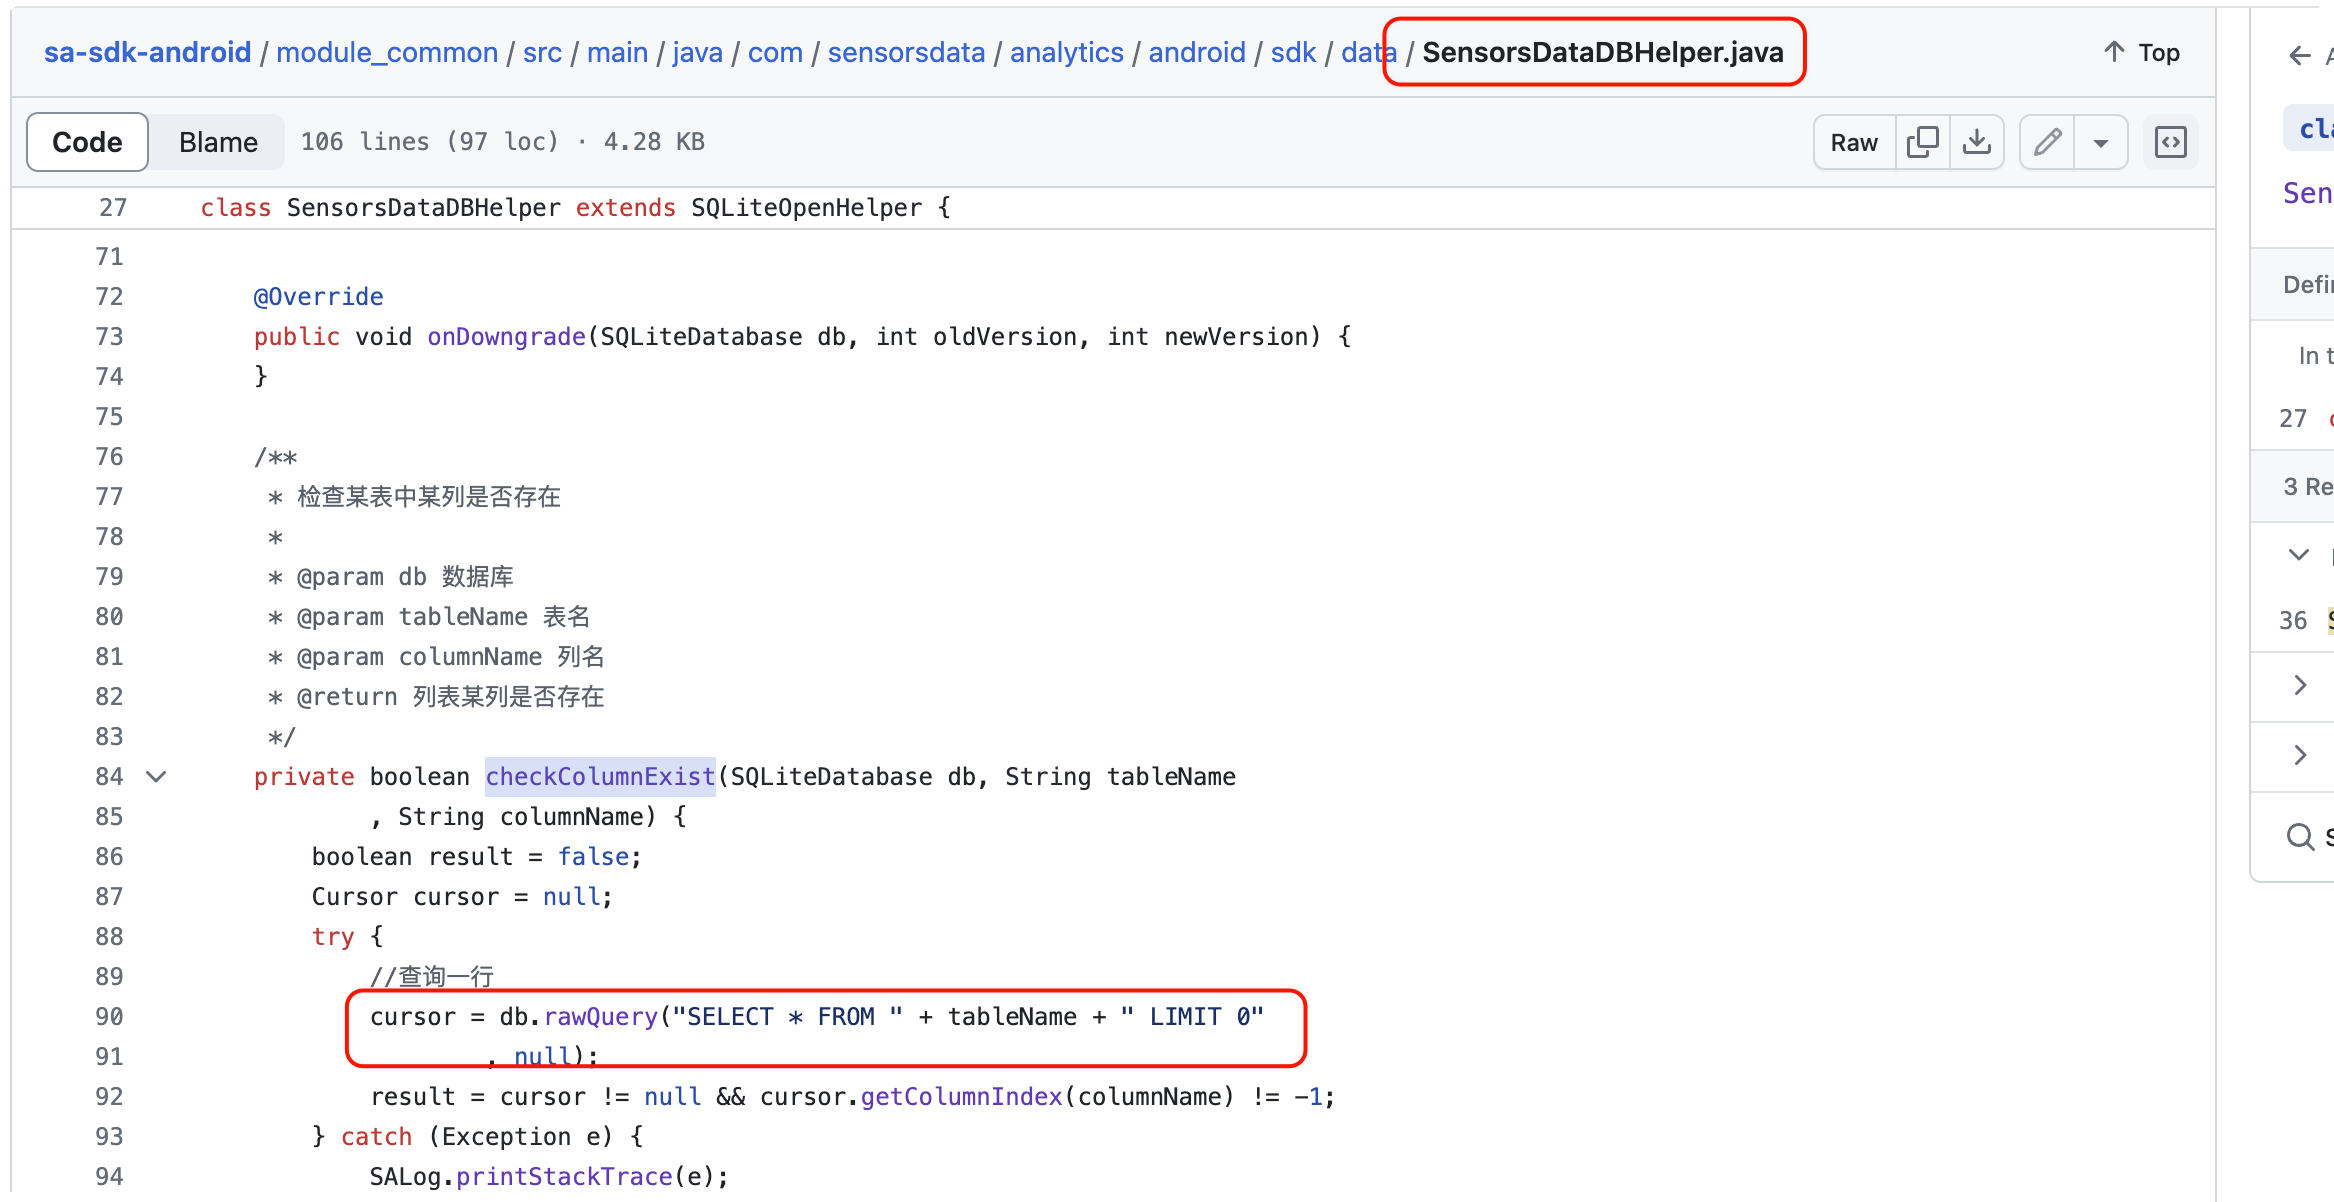 sa-sdk-android / module_common / src / main / java / com / sensorsdata / analytics / android / sdk / data / SensorsDataDBHelper.java
Top
Code Blame 106 lines (97 loc) · 4.28 KB Raw
27 class SensorsDataDBHelper extends SQLiteOpenHelper {
71
72 @Override
73 public void onDowngrade(SQLiteDatabase db, int oldVersion, int newVersion) {
74 }
75
76 /**
77 * 检查某表中某列是否存在
78 *
79 * @param db 数据库
80 * @param tableName 表名
81 * @param columnName 列名
82 * @return 列表某列是否存在
83 */
84 private boolean checkColumnExist(SQLiteDatabase db, String tableName
85 , String columnName) {
86 boolean result = false;
87 Cursor cursor = null;
88 try {
89 //查询一行
90 cursor = db.rawQuery("SELECT * FROM " + tableName + " LIMIT 0"
91 , null);
92 result = cursor != null && cursor.getColumnIndex(columnName) != -1;
93 } catch (Exception e) {
94 SALog.printStackTrace(e);
cla
Sen
Defi
In t
27
3 Re
36